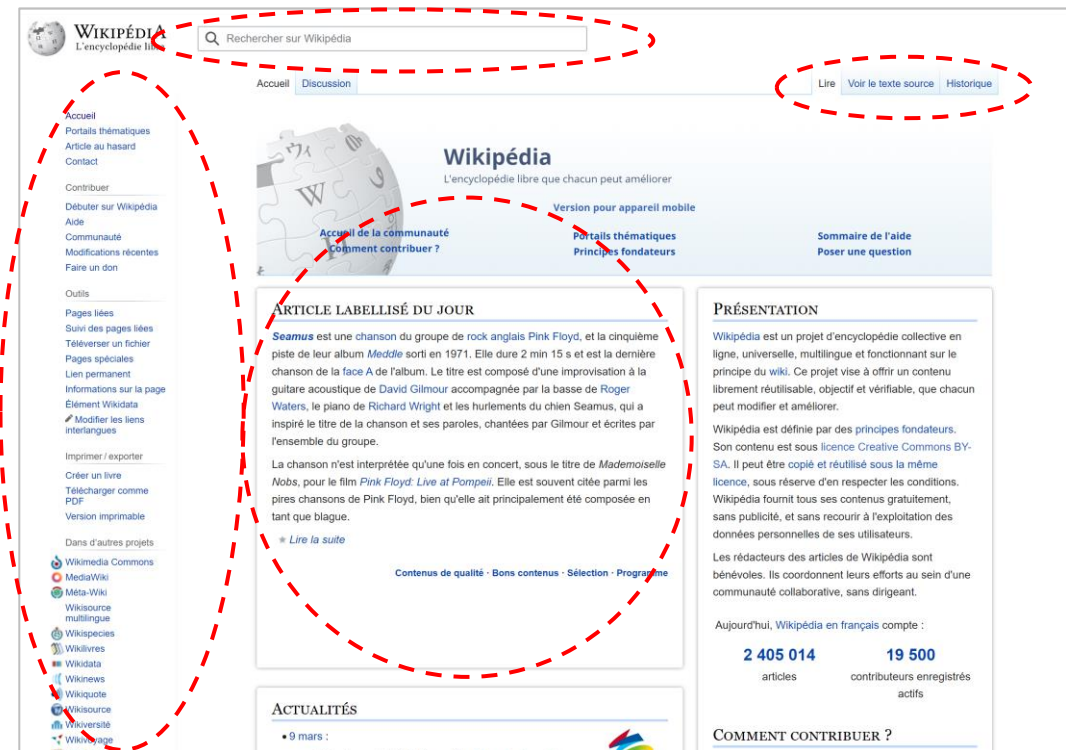 WIKIPÉDIA
L'encyclopédie libre
Rechercher sur Wikipédia
Accueil Discussion
Lire Voir le texte source Historique
Accueil
Portails thématiques
Article au hasard
Contact
Contribuer
Débuter sur Wikipédia
Aide
Communauté
Modifications récentes
Faire un don
Outils
Pages liées
Suivi des pages liées
Téléverser un fichier
Pages spéciales
Lien permanent
Informations sur la page
Élément Wikidata
Modifier les liens
interlangues
Imprimer / exporter
Créer un livre
Télécharger comme
PDF
Version imprimable
Dans d'autres projets
Wikimedia Commons
MediaWiki
Méta-Wiki
Wikisource
multilingue
Wikispecies
Wikilivres
Wikidata
Wikinews
Wikiquote
Wikisource
Wikiversité
Wikivoyage
Wikipédia
L'encyclopédie libre que chacun peut améliorer
Version pour appareil mobile
Accueil de la communauté Portails thématiques Sommaire de l'aide
Comment contribuer ? Principes fondateurs Poser une question
ARTICLE LABELLISÉ DU JOUR
Seamus est une chanson du groupe de rock anglais Pink Floyd, et la cinquième
piste de leur album Meddle sorti en 1971. Elle dure 2 min 15 s et est la dernière
chanson de la face A de l'album. Le titre est composé d'une improvisation à la
guitare acoustique de David Gilmour accompagnée par la basse de Roger
Waters, le piano de Richard Wright et les hurlements du chien Seamus, qui a
inspiré le titre de la chanson et ses paroles, chantées par Gilmour et écrites par
l'ensemble du groupe.
La chanson n'est interprétée qu'une fois en concert, sous le titre de Mademoiselle
Nobs, pour le film Pink Floyd: Live at Pompeii. Elle est souvent citée parmi les
pires chansons de Pink Floyd, bien qu'elle ait principalement été composée en
tant que blague.
Lire la suite
Contenus de qualité · Bons contenus · Sélection · Programme
ACTUALITÉS
• 9 mars :
PRÉSENTATION
Wikipédia est un projet d'encyclopédie collective en
ligne, universelle, multilingue et fonctionnant sur le
principe du wiki. Ce projet vise à offrir un contenu
librement réutilisable, objectif et vérifiable, que chacun
peut modifier et améliorer.
Wikipédia est définie par des principes fondateurs.
Son contenu est sous licence Creative Commons BY-
SA. Il peut être copié et réutilisé sous la même
licence, sous réserve d'en respecter les conditions.
Wikipédia fournit tous ses contenus gratuitement,
sans publicité, et sans recourir à l'exploitation des
données personnelles de ses utilisateurs.
Les rédacteurs des articles de Wikipédia sont
bénévoles. Ils coordonnent leurs efforts au sein d'une
communauté collaborative, sans dirigeant.
Aujourd'hui, Wikipédia en français compte :
2 405 014 19 500
articles contributeurs enregistrés
actifs
COMMENT CONTRIBUER ?